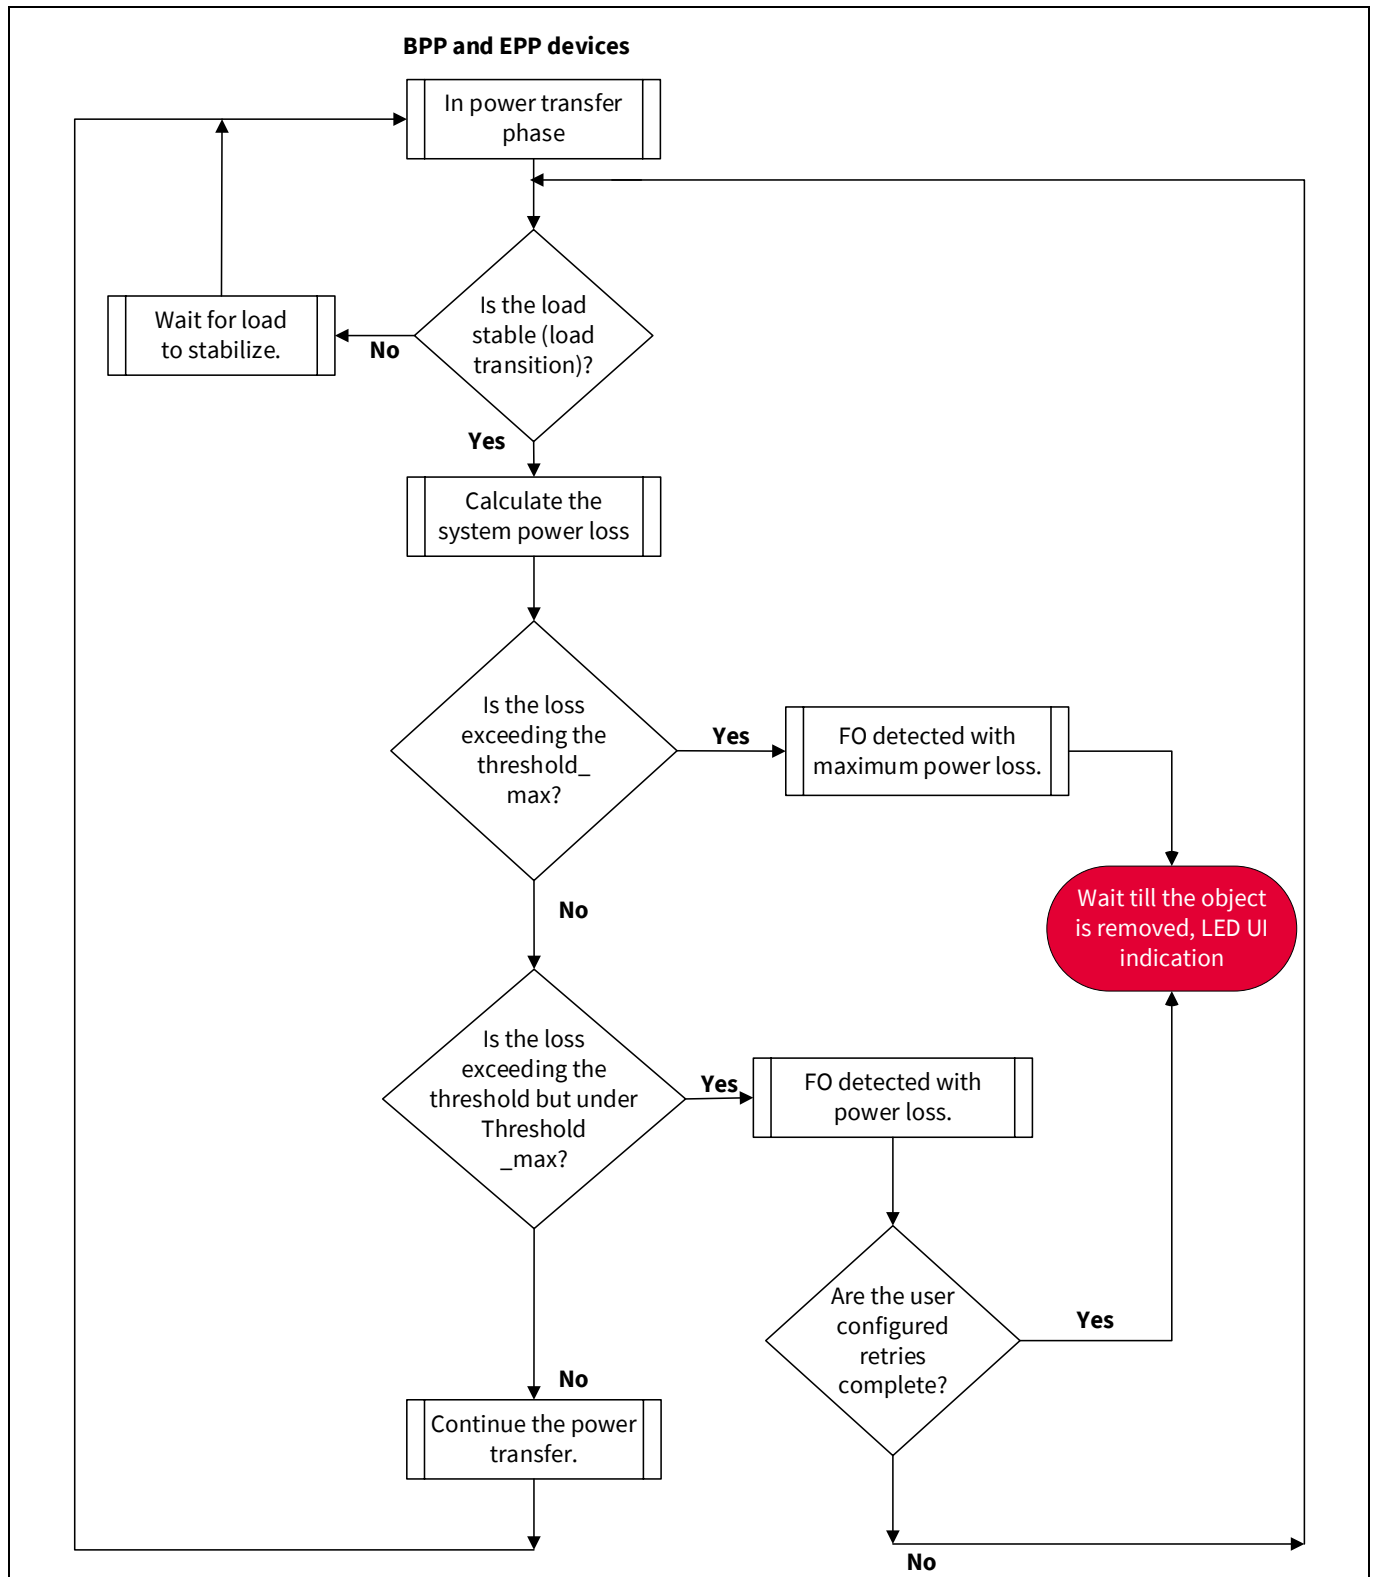 BPP and EPP devices
In power transfer
phase
Is the load
stable (load
transition)?
Wait for load
to stabilize.
No
Yes
Calculate the
system power loss
Is the loss
exceeding the
threshold_
max?
Yes
FO detected with
maximum power loss.
No
Wait till the object
is removed, LED UI
indication
Is the loss
exceeding the
threshold but under
Threshold
_max?
Yes
FO detected with
power loss.
Are the user
configured
retries
complete?
Yes
No
Continue the power
transfer.
No